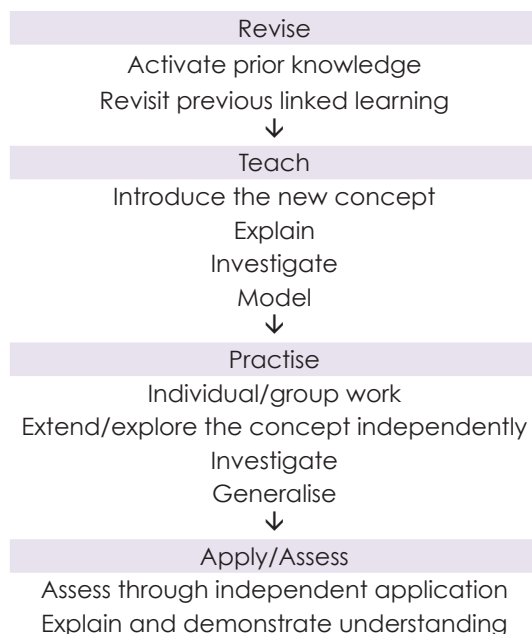 Revise
Activate prior knowledge
Revisit previous linked learning
↓
Teach
Introduce the new concept
Explain
Investigate
Model
↓
Practise
Individual/group work
Extend/explore the concept independently
Investigate
Generalise
↓
Apply/Assess
Assess through independent application
Explain and demonstrate understanding